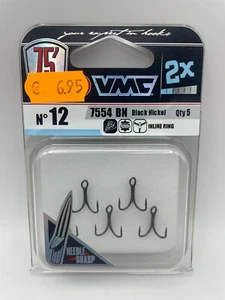 your expert in hooks
75'
€ 6.95
VMC
2x
N° 12
7554 BN Black Nickel Qty 5
INLINE RING
NEEDLE
SHARP